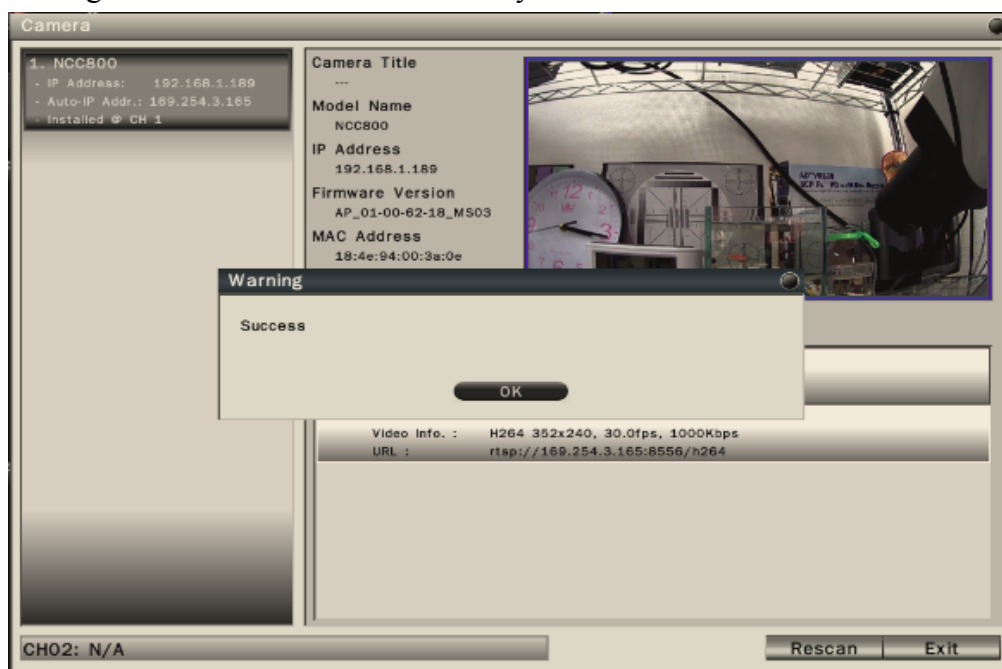 Camera
1. NCC800
- IP Address: 192.168.1.189
- Auto-IP Addr.: 169.254.3.165
- Installed @ CH 1
Camera Title
---
Model Name
NCC800
IP Address
192.168.1.189
Firmware Version
AP_01-00-62-18_MS03
MAC Address
18:4e:94:00:3a:0e
12
2
3
Warning
Success
OK
Video Info. : H264 352x240, 30.0fps, 1000Kbps
URL : rtsp://169.254.3.165:8556/h264
CH02: N/A
Rescan
Exit